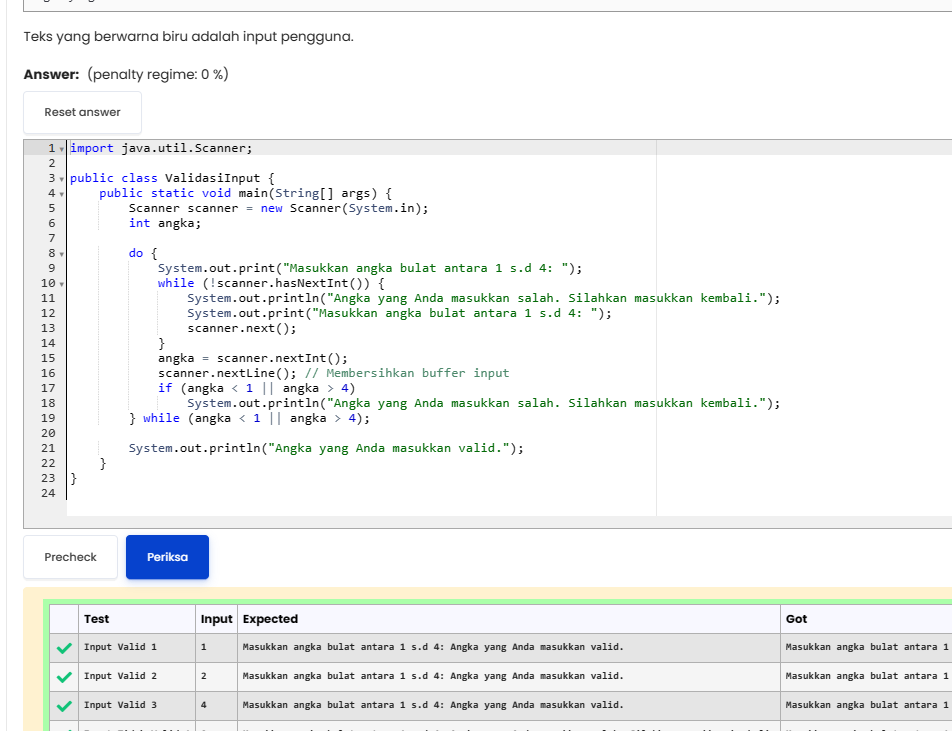 Teks yang berwarna biru adalah input pengguna.
Answer: (penalty regime: 0 %)
Reset answer
1 import java.util.Scanner;
2
3 public class ValidasiInput {
4 public static void main(String[] args) {
5 Scanner scanner = new Scanner(System.in);
6 int angka;
7
8 do {
9 System.out.print("Masukkan angka bulat antara 1 s.d 4: ");
10 while (!scanner.hasNextInt()) {
11 System.out.println("Angka yang Anda masukkan salah. Silahkan masukkan kembali.");
12 System.out.print("Masukkan angka bulat antara 1 s.d 4: ");
13 scanner.next();
14 }
15 angka = scanner.nextInt();
16 scanner.nextLine(); // Membersihkan buffer input
17 if (angka < 1 || angka > 4)
18 System.out.println("Angka yang Anda masukkan salah. Silahkan masukkan kembali.");
19 } while (angka < 1 || angka > 4);
20
21 System.out.println("Angka yang Anda masukkan valid.");
22 }
23 }
24
Precheck Periksa
Test Input Expected Got
Input Valid 1 1 Masukkan angka bulat antara 1 s.d 4: Angka yang Anda masukkan valid. Masukkan angka bulat antara 1
Input Valid 2 2 Masukkan angka bulat antara 1 s.d 4: Angka yang Anda masukkan valid. Masukkan angka bulat antara 1
Input Valid 3 4 Masukkan angka bulat antara 1 s.d 4: Angka yang Anda masukkan valid. Masukkan angka bulat antara 1